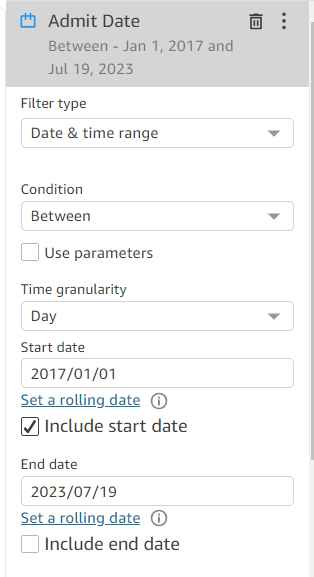 Admit Date
Between - Jan 1, 2017 and
Jul 19, 2023
Filter type
Date & time range
Condition
Between
Use parameters
Time granularity
Day
Start date
2017/01/01
Set a rolling date
Include start date
End date
2023/07/19
Set a rolling date
Include end date